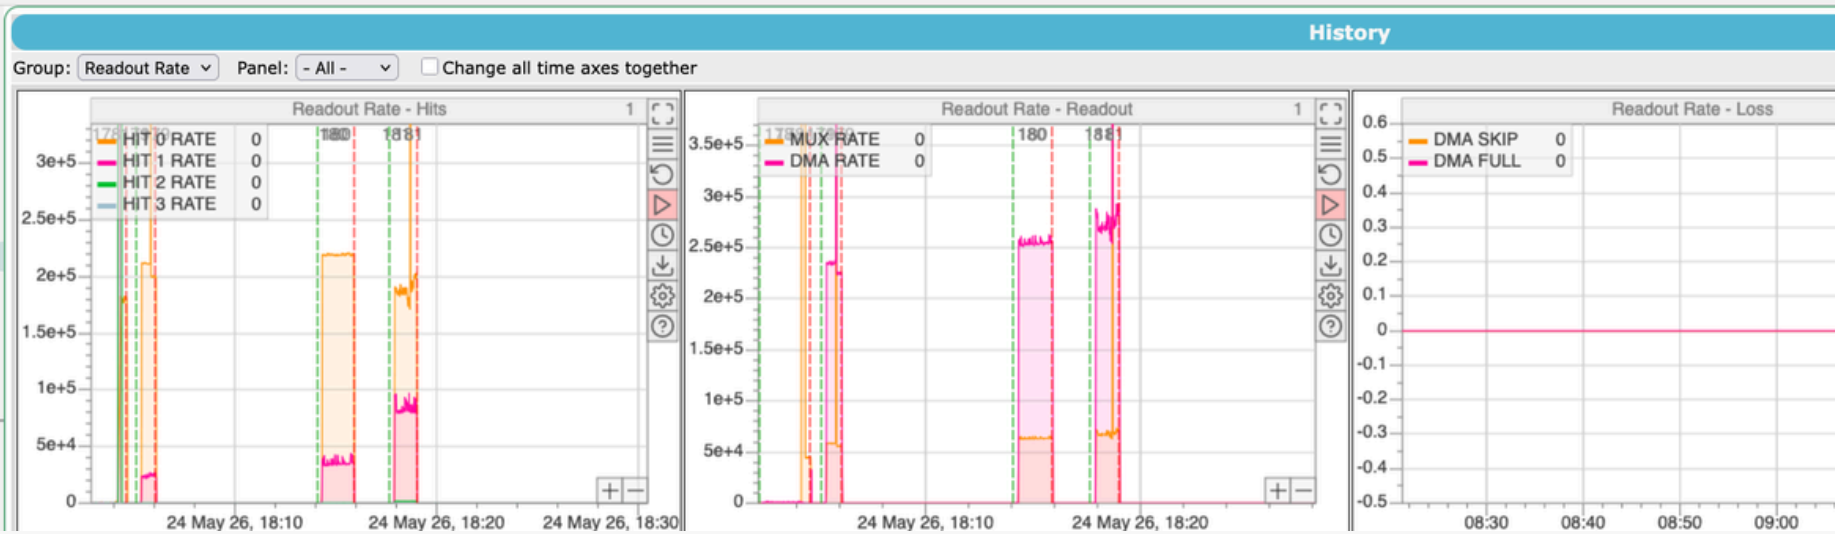 History
Group: Readout Rate Panel: - All - Change all time axes together
Readout Rate - Hits 1
HIT 0 RATE 0
HIT 1 RATE 0
HIT 2 RATE 0
HIT 3 RATE 0
180
181
3e+5
2.5e+5
2e+5
1.5e+5
1e+5
5e+4
0
24 May 26, 18:10 24 May 26, 18:20 24 May 26, 18:30
Readout Rate - Readout 1
MUX RATE 0
DMA RATE 0
180
181
3.5e+5
3e+5
2.5e+5
2e+5
1.5e+5
1e+5
5e+4
0
24 May 26, 18:10 24 May 26, 18:20
Readout Rate - Loss
DMA SKIP 0
DMA FULL 0
0.6
0.5
0.4
0.3
0.2
0.1
0
-0.1
-0.2
-0.3
-0.4
-0.5
08:30 08:40 08:50 09:00